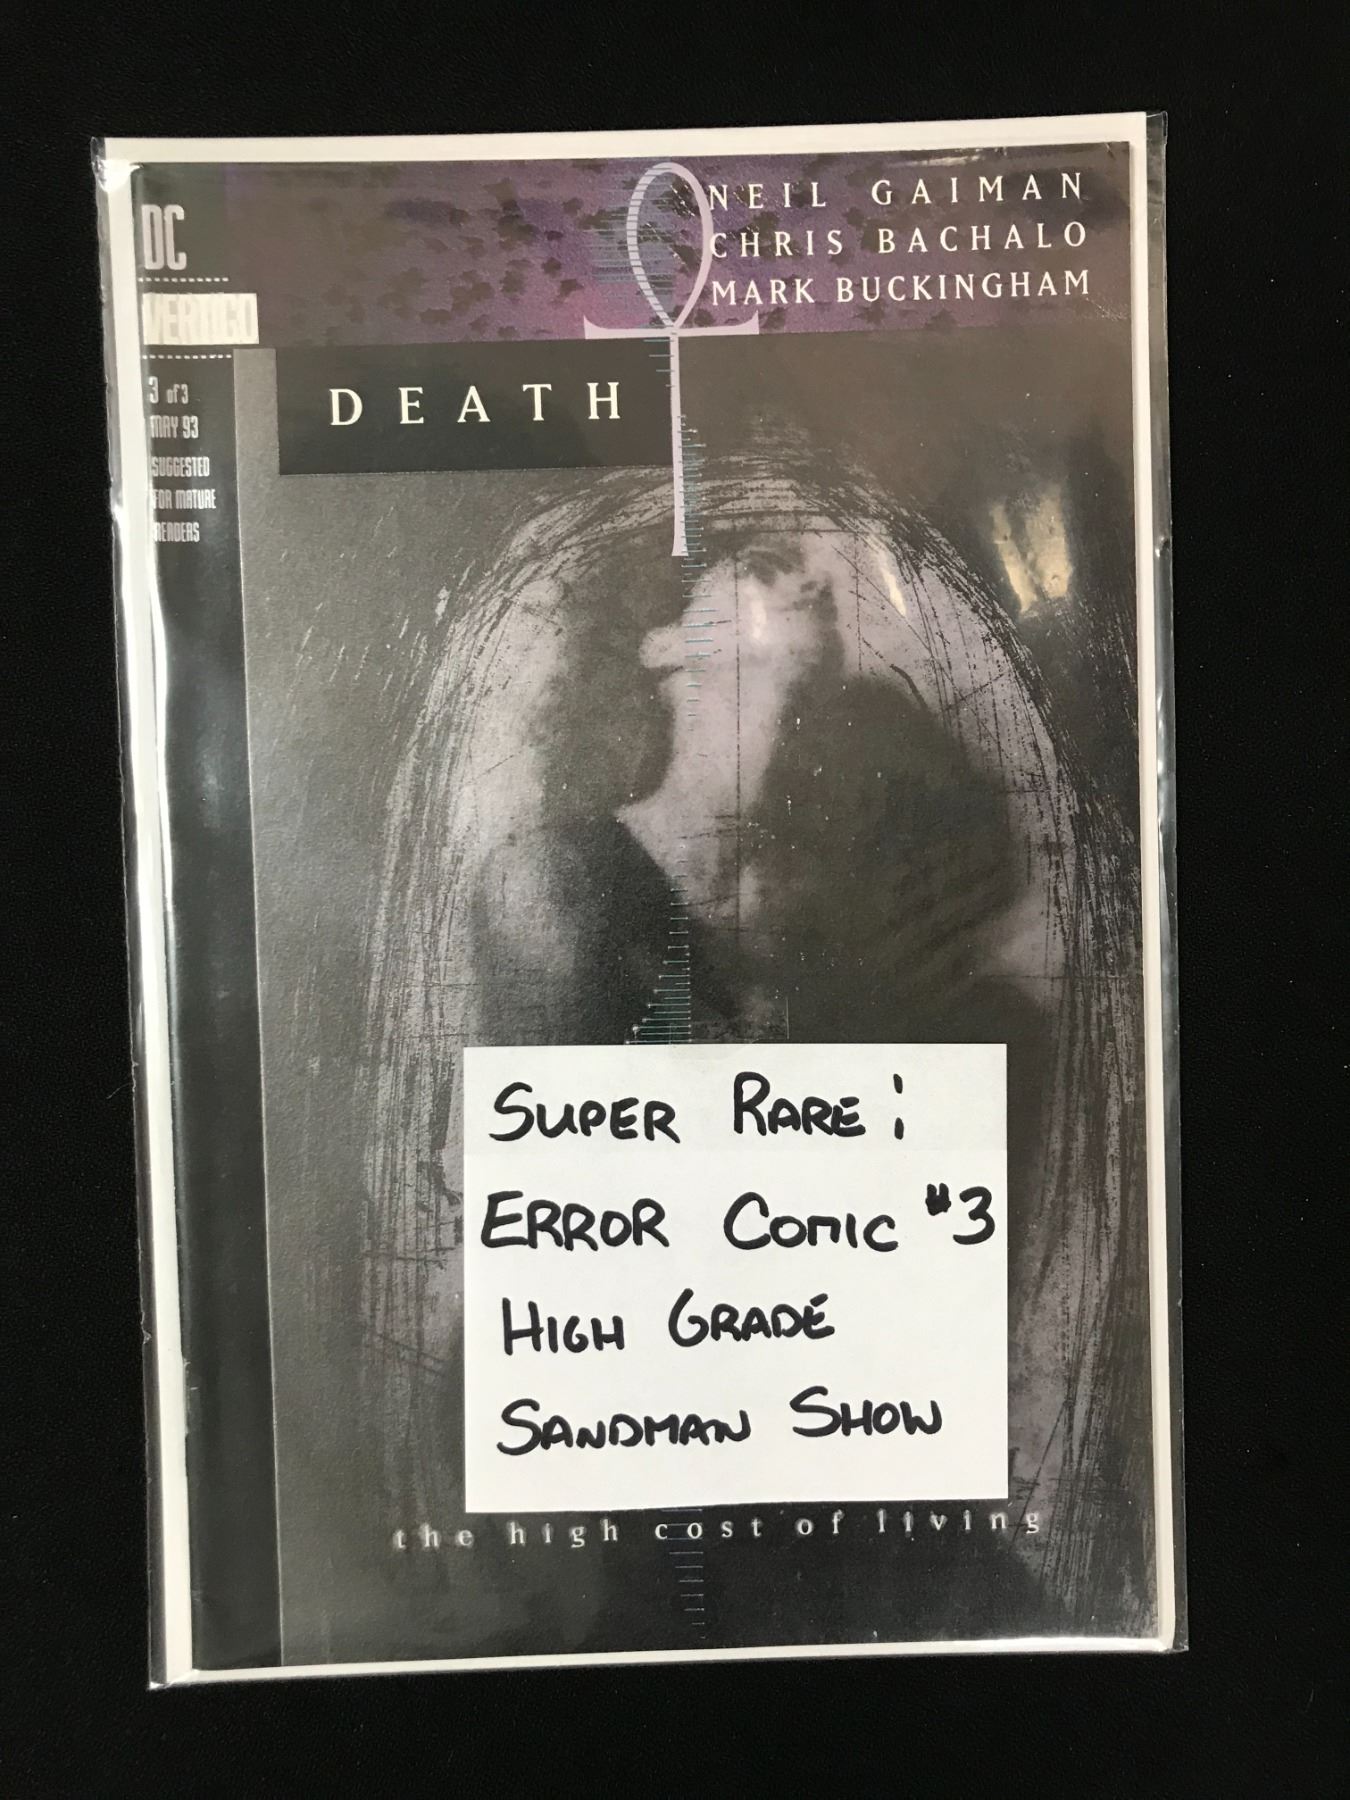 NEIL GAIMAN
CHRIS BACHALO
MARK BUCKINGHAM
DC
VERTIGO
3 of 3
MAY 93
SUGGESTED
FOR MATURE
READERS
DEATH
SUPER RARE:
ERROR COMIC #3
HIGH GRADE
SANDMAN SHOW
the high cost of living